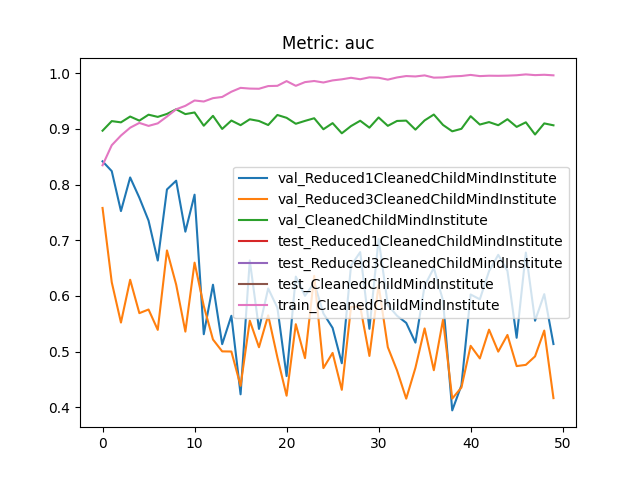 Metric: auc
1.0
0.9
0.8
0.7
0.6
0.5
0.4
val_Reduced1CleanedChildMindInstitute
val_Reduced3CleanedChildMindInstitute
val_CleanedChildMindInstitute
test_Reduced1CleanedChildMindInstitute
test_Reduced3CleanedChildMindInstitute
test_CleanedChildMindInstitute
train_CleanedChildMindInstitute
0 10 20 30 40 50